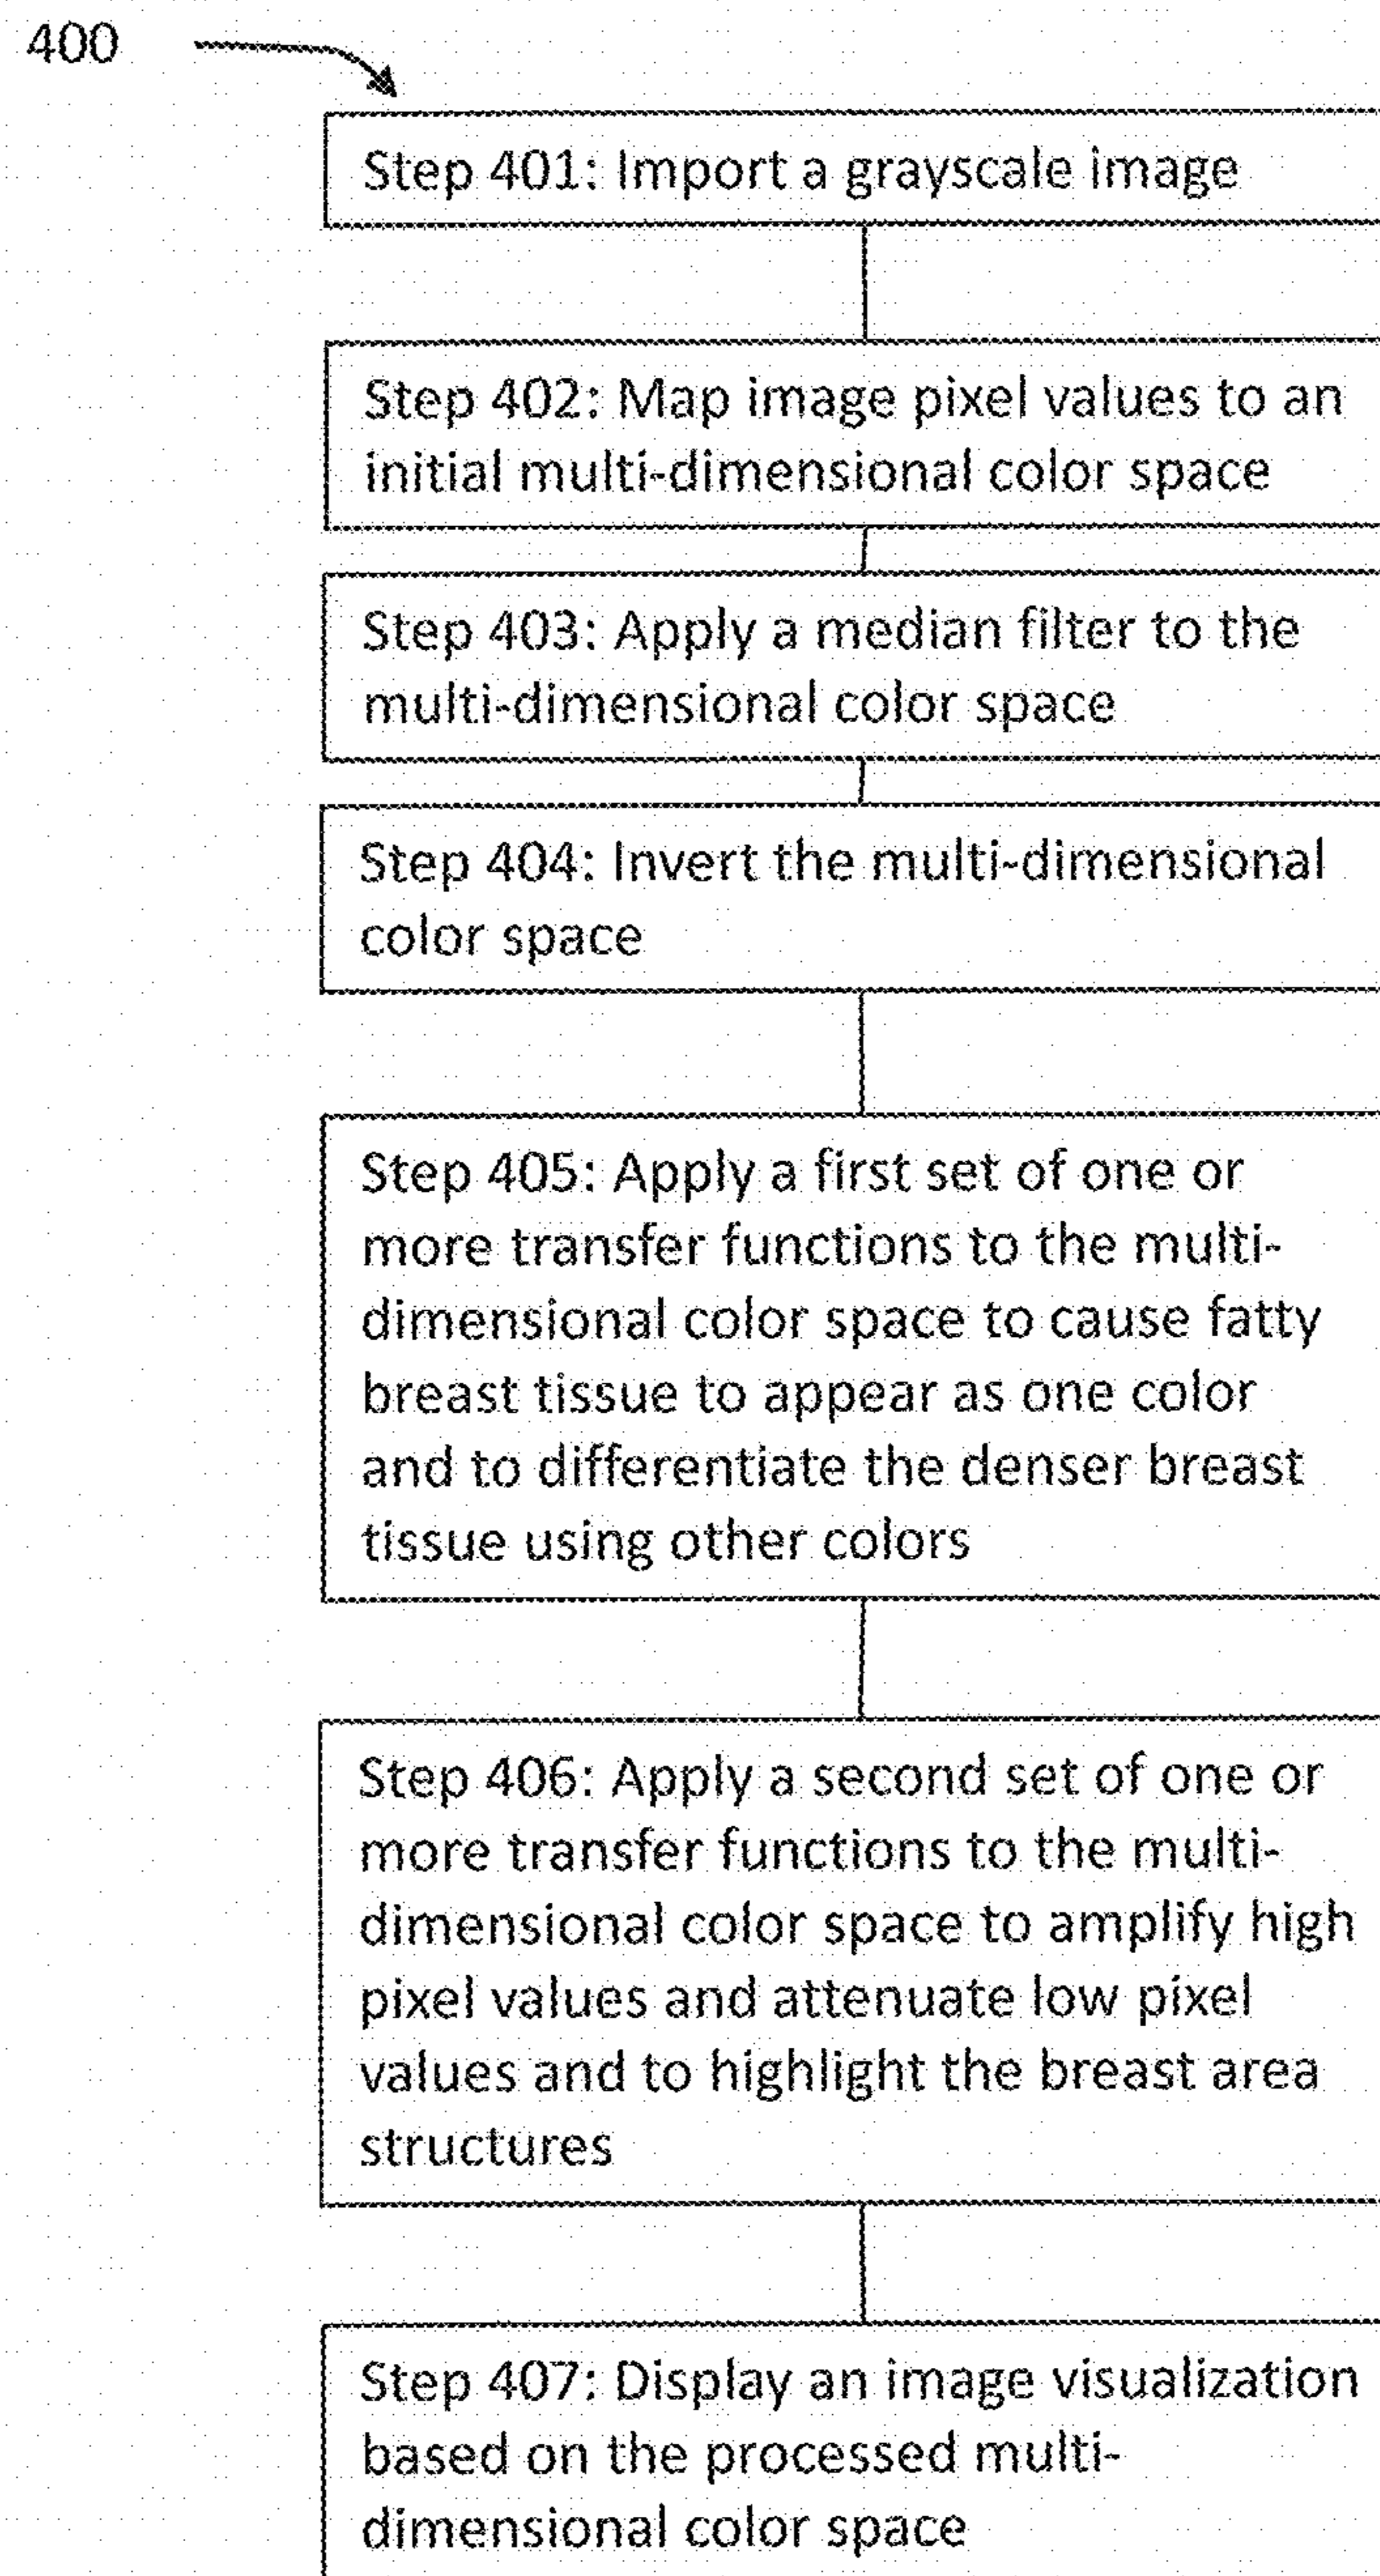 400
Step 401: Import a grayscale image
Step 402: Map image pixel values to an
initial multi-dimensional color space
Step 403: Apply a median filter to the
multi-dimensional color space
Step 404: Invert the multi-dimensional
color space
Step 405: Apply a first set of one or
more transfer functions to the multi-
dimensional color space to cause fatty
breast tissue to appear as one color
and to differentiate the denser breast
tissue using other colors
Step 406: Apply a second set of one or
more transfer functions to the multi-
dimensional color space to amplify high
pixel values and attenuate low pixel
values and to highlight the breast area
structures
Step 407: Display an image visualization
based on the processed multi-
dimensional color space